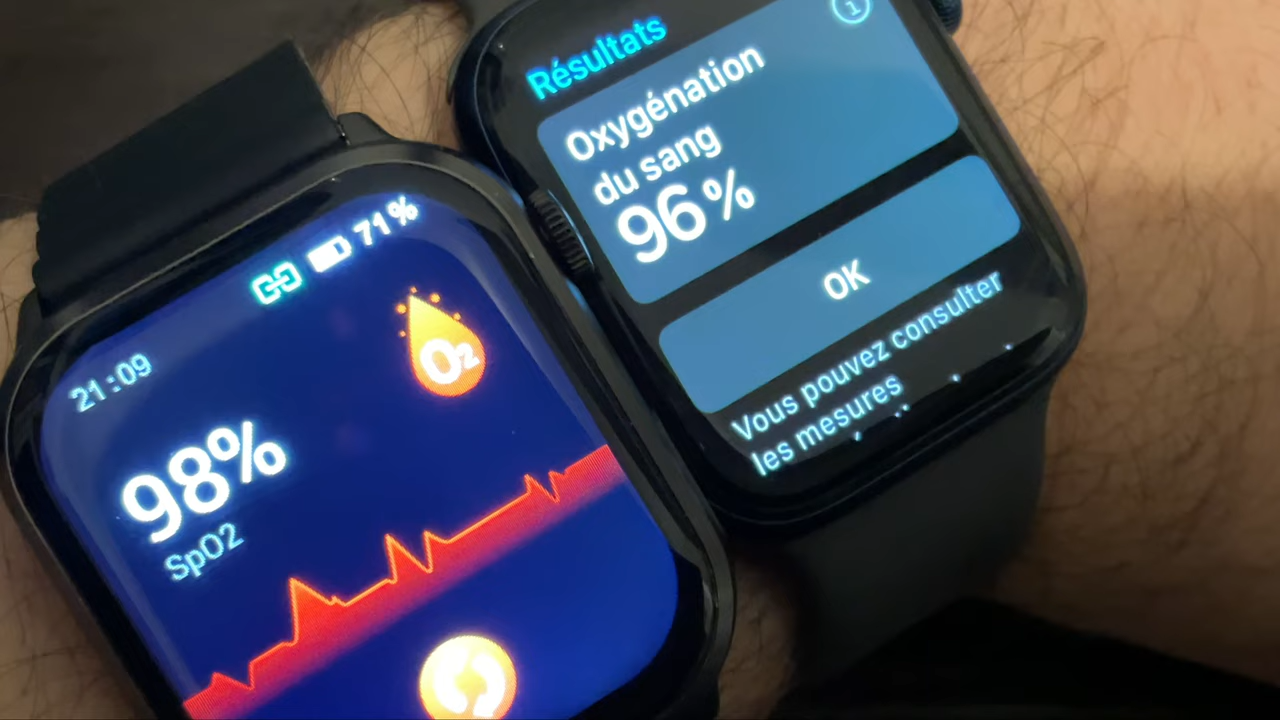 71%
21:09
O2
98%
SpO2
Résultats
Oxygénation
du sang
96%
OK
Vous pouvez consulter
les mesures